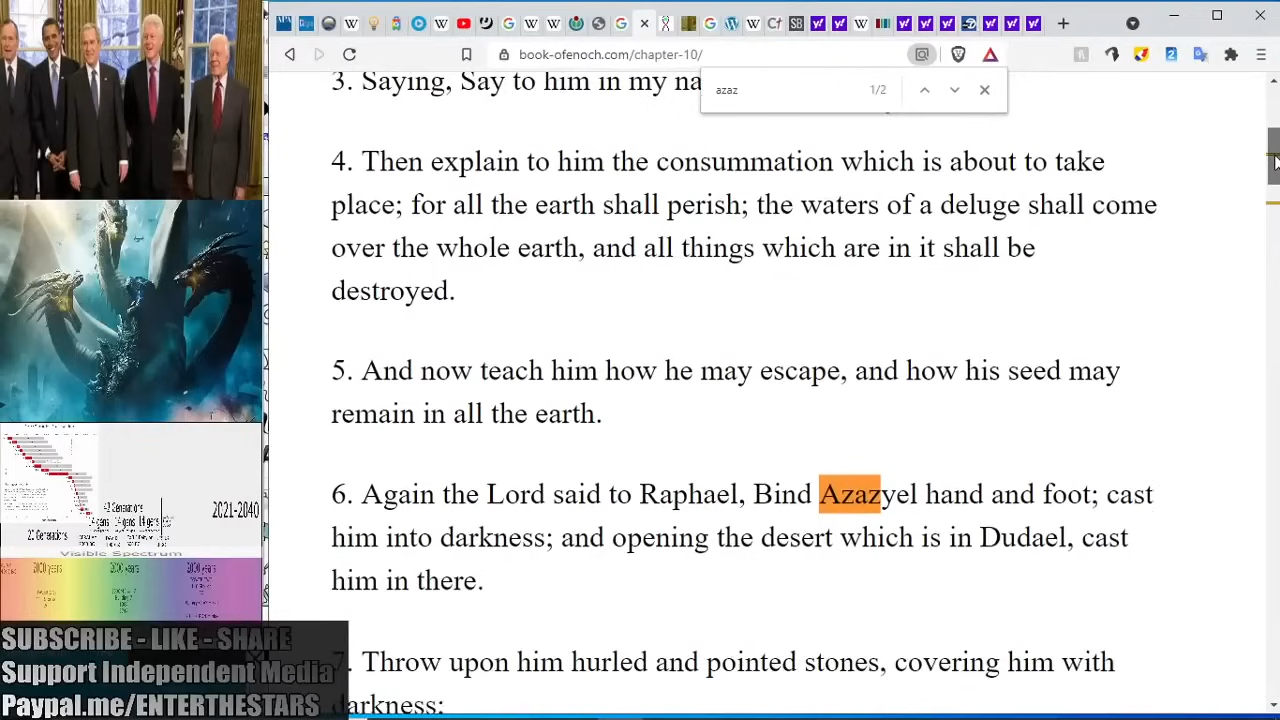 book-ofenoch.com/chapter-10/
azaz
1/2
3. Saying, Say to him in my na
4. Then explain to him the consummation which is about to take
place; for all the earth shall perish; the waters of a deluge shall come
over the whole earth, and all things which are in it shall be
destroyed.
5. And now teach him how he may escape, and how his seed may
remain in all the earth.
6. Again the Lord said to Raphael, Bind Azazyel hand and foot; cast
him into darkness; and opening the desert which is in Dudael, cast
him in there.
7. Throw upon him hurled and pointed stones, covering him with
darkness;
2021-2040
Visible Spectrum
SUBSCRIBE - LIKE - SHARE
Support Independent Media
Paypal.me/ENTERTHESTARS